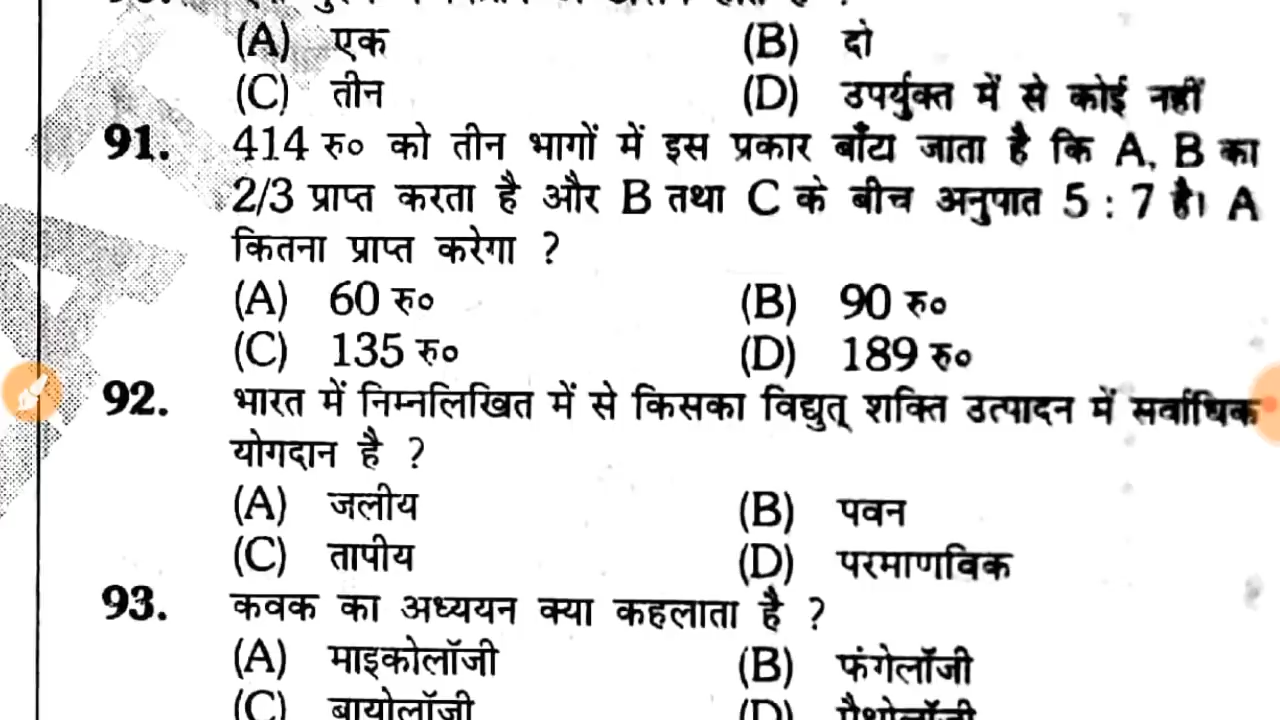 (A) एक (B) दो
(C) तीन (D) उपर्युक्त में से कोई नहीं
91. 414 रु० को तीन भागों में इस प्रकार बाँटा जाता है कि A, B का
2/3 प्राप्त करता है और B तथा C के बीच अनुपात 5 : 7 है। A
कितना प्राप्त करेगा ?
(A) 60 रु० (B) 90 रु०
(C) 135 रु० (D) 189 रु०
92. भारत में निम्नलिखित में से किसका विद्युत् शक्ति उत्पादन में सर्वाधिक
योगदान है ?
(A) जलीय (B) पवन
(C) तापीय (D) परमाणविक
93. कवक का अध्ययन क्या कहलाता है ?
(A) माइकोलॉजी (B) फंगेलॉजी
(C) बायोलॉजी (D) पैथोलॉजी